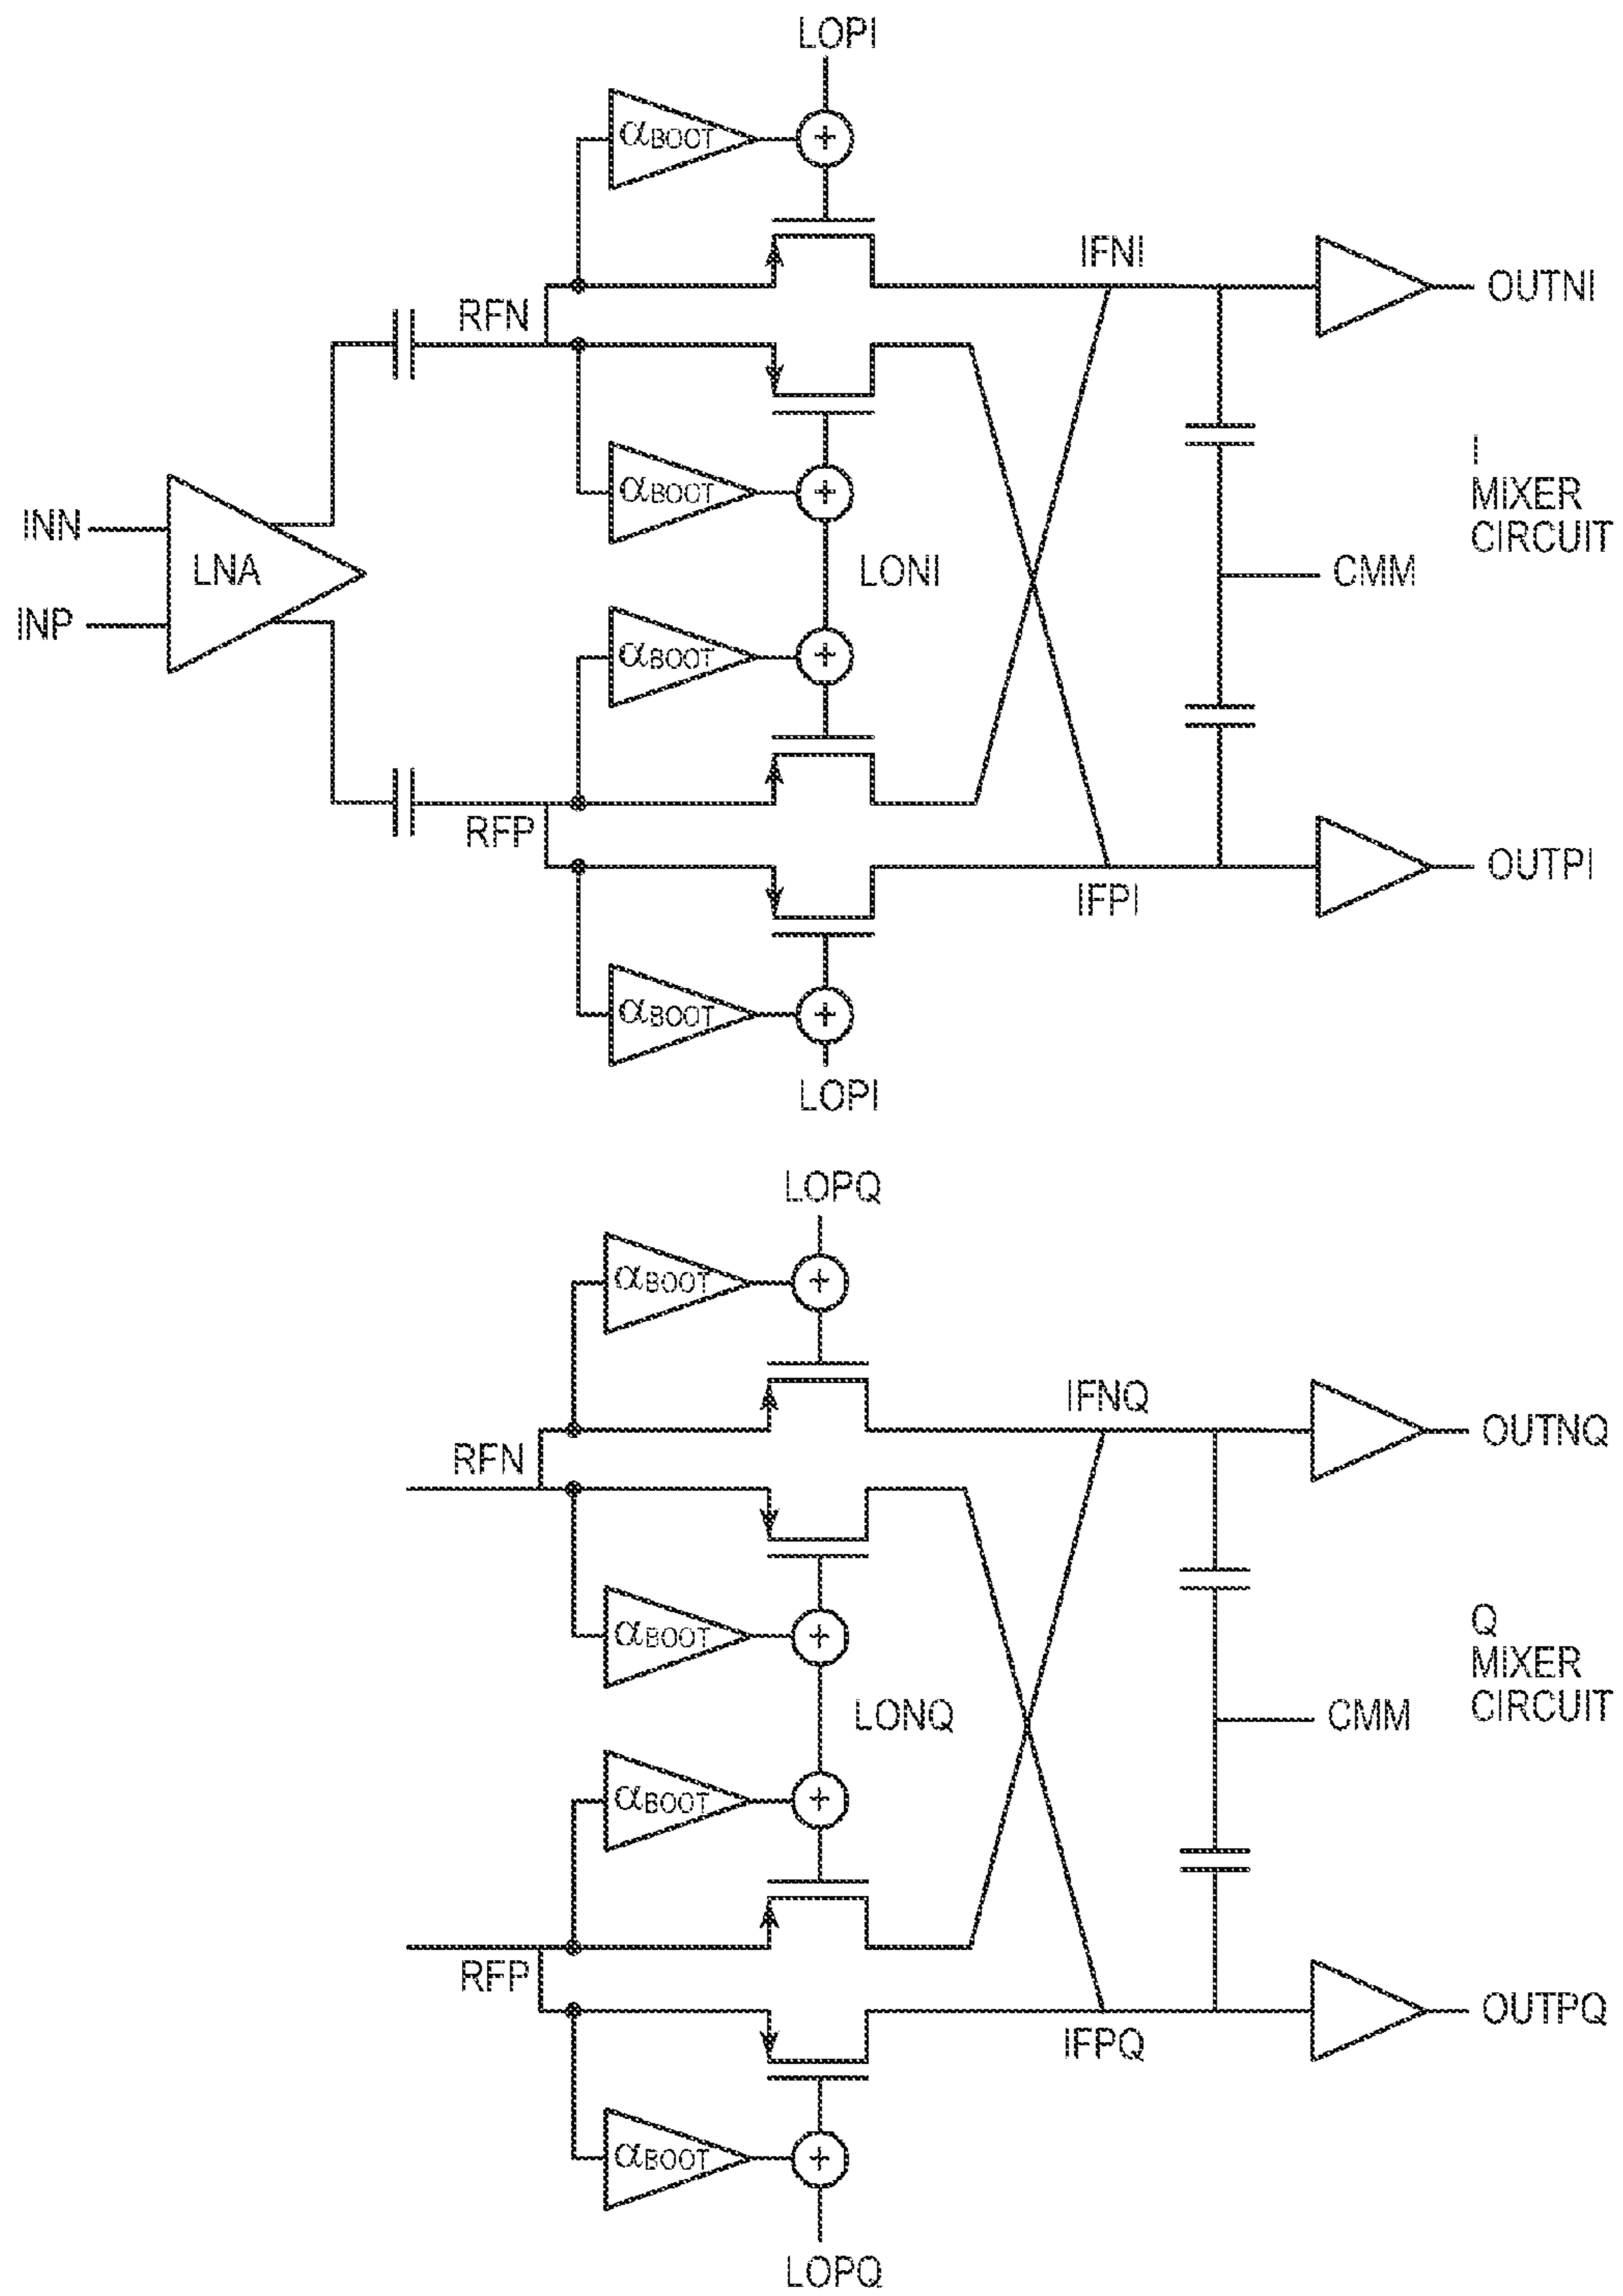 LOPI
αBOOT
+
IFNI
OUTNI
RFN
αBOOT
+
I
MIXER
CIRCUIT
INN
LNA
LONI
CMM
INP
αBOOT
+
RFP
OUTPI
IFPI
αBOOT
+
LOPI
LOPQ
αBOOT
+
IFNQ
OUTNQ
RFN
αBOOT
+
Q
MIXER
CIRCUIT
LONQ
CMM
αBOOT
+
RFP
OUTPQ
IFPQ
αBOOT
+
LOPQ